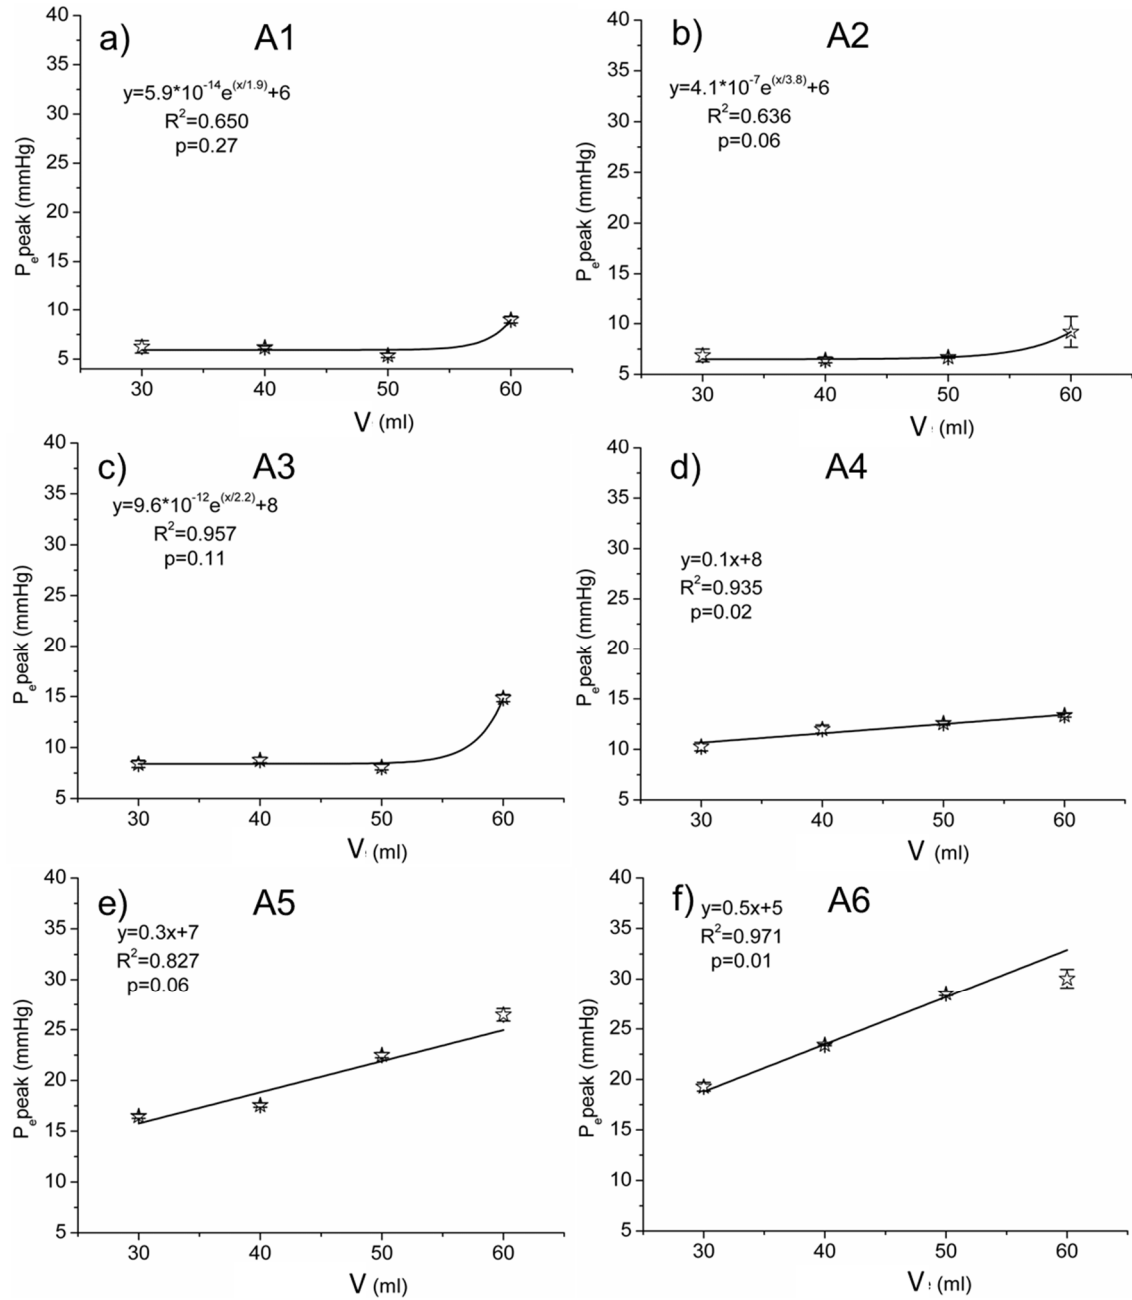 a) A1
y=5.9*10⁻¹⁴e⁽ˣ/¹·⁹⁾+6
R²=0.650
p=0.27
40
35
30
25
20
15
10
5
Pₑpeak (mmHg)
30 40 50 60
V (ml)
b) A2
y=4.1*10⁻⁷e⁽ˣ/³·⁸⁾+6
R²=0.636
p=0.06
40
35
30
25
20
15
10
5
Pₑpeak (mmHg)
30 40 50 60
V (ml)
c) A3
y=9.6*10⁻¹²e⁽ˣ/²·²⁾+8
R²=0.957
p=0.11
40
35
30
25
20
15
10
5
Pₑpeak (mmHg)
30 40 50 60
V (ml)
d) A4
y=0.1x+8
R²=0.935
p=0.02
40
35
30
25
20
15
10
5
Pₑpeak (mmHg)
30 40 50 60
V (ml)
e) A5
y=0.3x+7
R²=0.827
p=0.06
40
35
30
25
20
15
10
5
Pₑpeak (mmHg)
30 40 50 60
V (ml)
f) A6
y=0.5x+5
R²=0.971
p=0.01
40
35
30
25
20
15
10
5
Pₑpeak (mmHg)
30 40 50 60
V (ml)